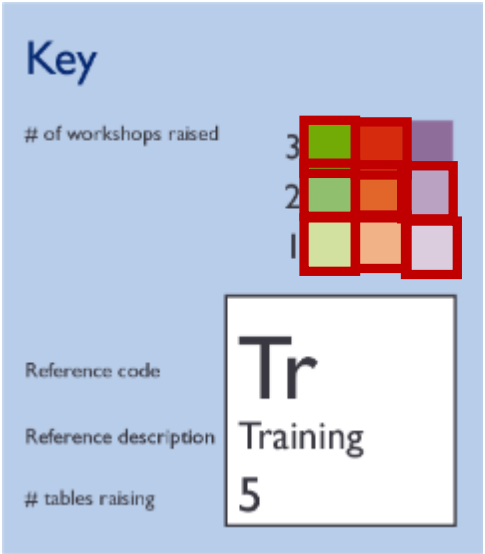 Key
# of workshops raised
3
2
1
Reference code
Tr
Reference description
Training
# tables raising
5